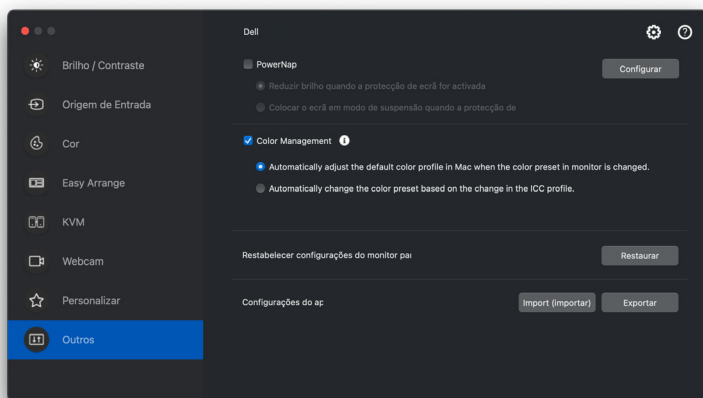 Dell
Brilho / Contraste
Origem de Entrada
Cor
Easy Arrange
KVM
Webcam
Personalizar
Outros
PowerNap
Configurar
Reduzir brilho quando a protecção de ecrã for activada
Colocar o ecrã em modo de suspensão quando a protecção de
Color Management
Automatically adjust the default color profile in Mac when the color preset in monitor is changed.
Automatically change the color preset based on the change in the ICC profile.
Restabelecer configurações do monitor pai
Restaurar
Configurações do ap
Import (importar)
Exportar